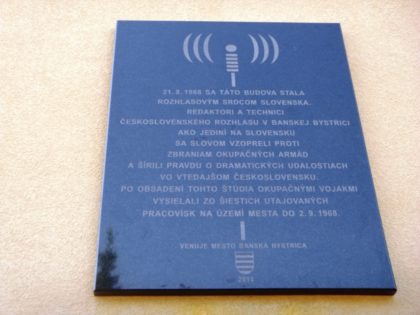 21. 8. 1968 SA TÁTO BUDOVA STALA
ROZHLASOVÝM SRDCOM SLOVENSKA.
REDAKTORI A TECHNICI
ČESKOSLOVENSKÉHO ROZHLASU V BANSKEJ BYSTRICI
AKO JEDINÍ NA SLOVENSKU
SA SLOVOM VZOPRELI PROTI
ZBRANIAM OKUPAČNÝCH ARMÁD
A ŠÍRILI PRAVDU O DRAMATICKÝCH UDALOSTIACH
VO VTEDAJŠOM ČESKOSLOVENSKU.
PO OBSADENÍ TOHTO ŠTÚDIA OKUPAČNÝMI VOJAKMI
VYSIELALI ZO ŠIESTICH UTAJOVANÝCH
PRACOVÍSK NA ÚZEMÍ MESTA DO 2. 9. 1968.
VENUJE MESTO BANSKÁ BYSTRICA